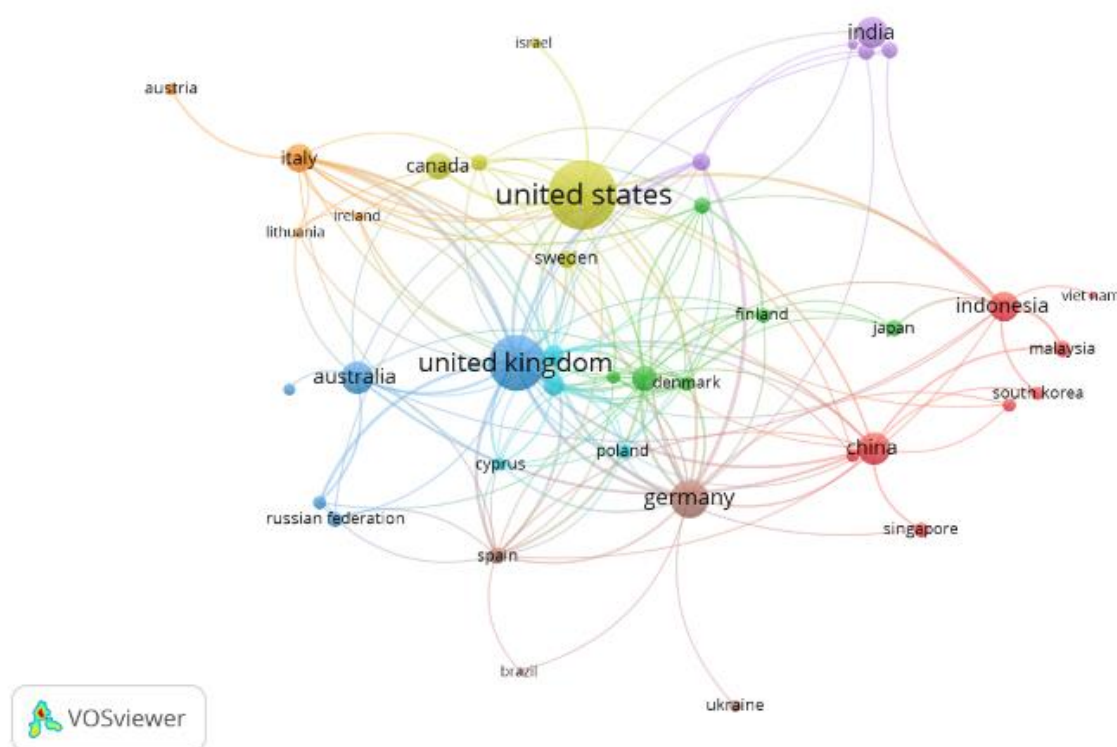 india
israel
austria
italy
canada
united states
ireland
lithuania
sweden
indonesia
viet nam
finland
japan
malaysia
united kingdom
australia
denmark
south korea
china
poland
cyprus
germany
russian federation
singapore
spain
brazil
ukraine
VOSviewer